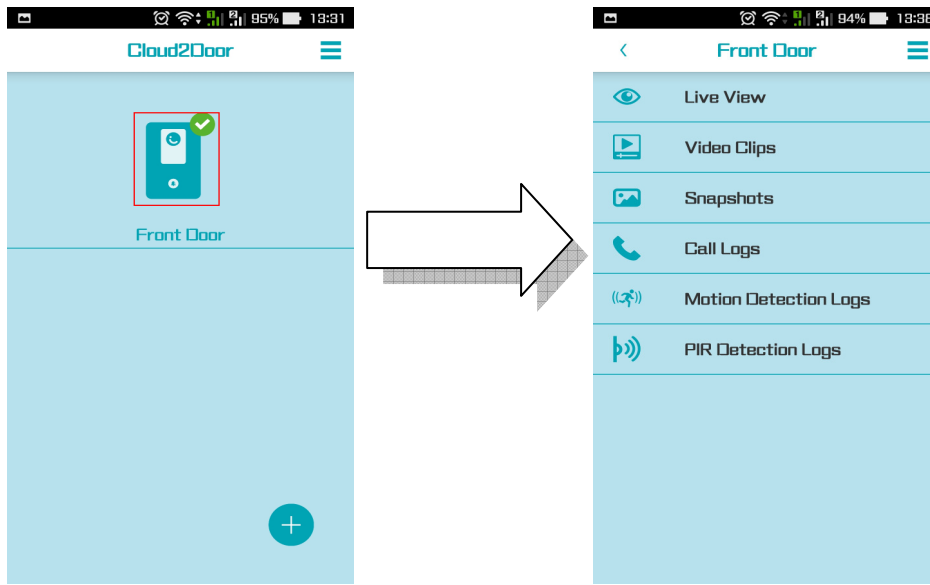 95% 13:31
Cloud2Door
Front Door
94% 13:38
Front Door
Live View
Video Clips
Snapshots
Call Logs
Motion Detection Logs
PIR Detection Logs